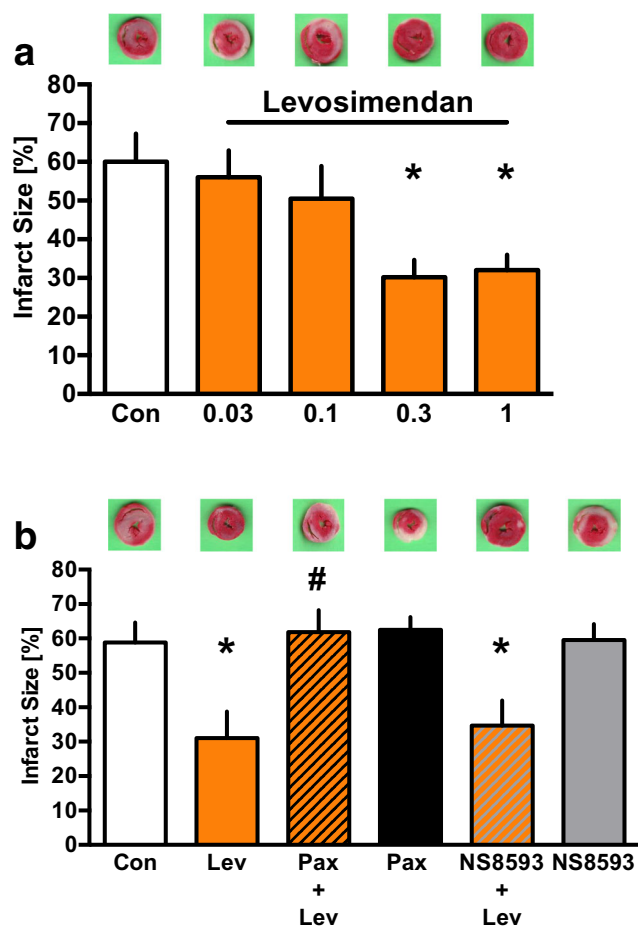 a
Levosimendan
Infarct Size [%]
80
70
60
50
40
30
20
10
0
* *
Con 0.03 0.1 0.3 1
b
Infarct Size [%]
80
70
60
50
40
30
20
10
0
* # *
Con Lev Pax + Lev Pax NS8593 + Lev NS8593